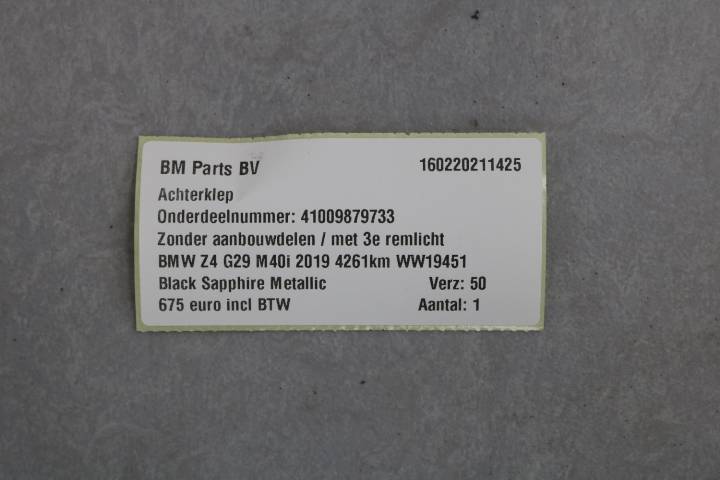 BM Parts BV 160220211425
Achterklep
Onderdeelnummer: 41009879733
Zonder aanbouwdelen / met 3e remlicht
BMW Z4 G29 M40i 2019 4261km WW19451
Black Sapphire Metallic Verz: 50
675 euro incl BTW Aantal: 1